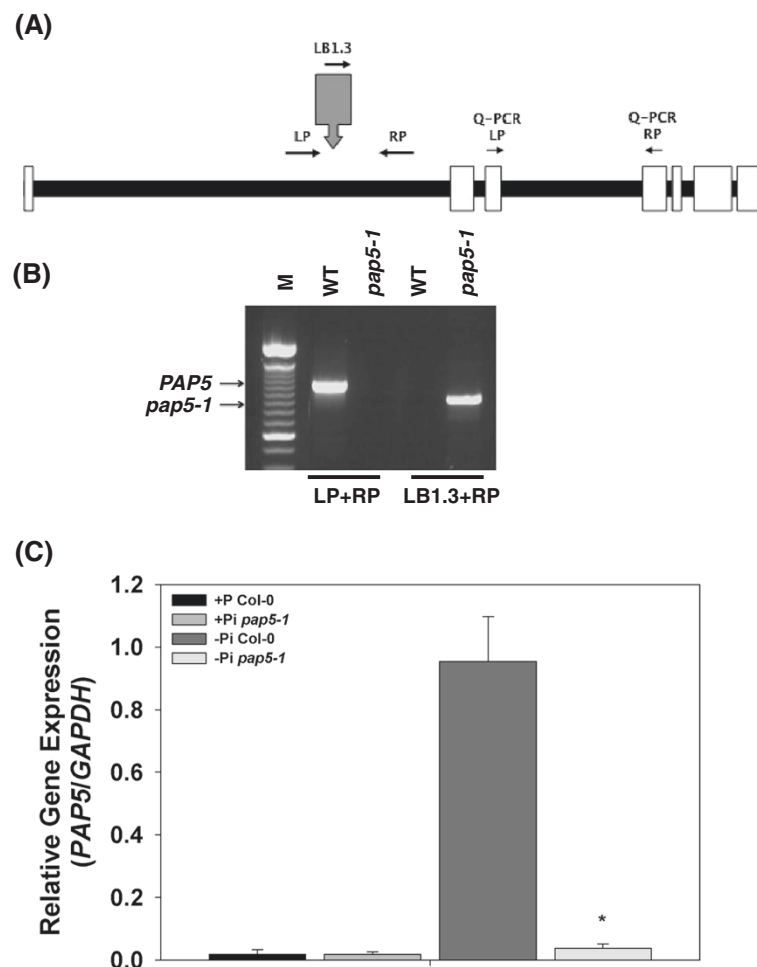 (A)
LB1.3
LP
RP
Q-PCR
LP
Q-PCR
RP
(B)
M
WT
pap5-1
WT
pap5-1
PAP5
pap5-1
LP+RP
LB1.3+RP
(C)
Relative Gene Expression
(PAP5/GAPDH)
1.2
1.0
0.8
0.6
0.4
0.2
0.0
+P Col-0
+Pi pap5-1
-Pi Col-0
-Pi pap5-1
*